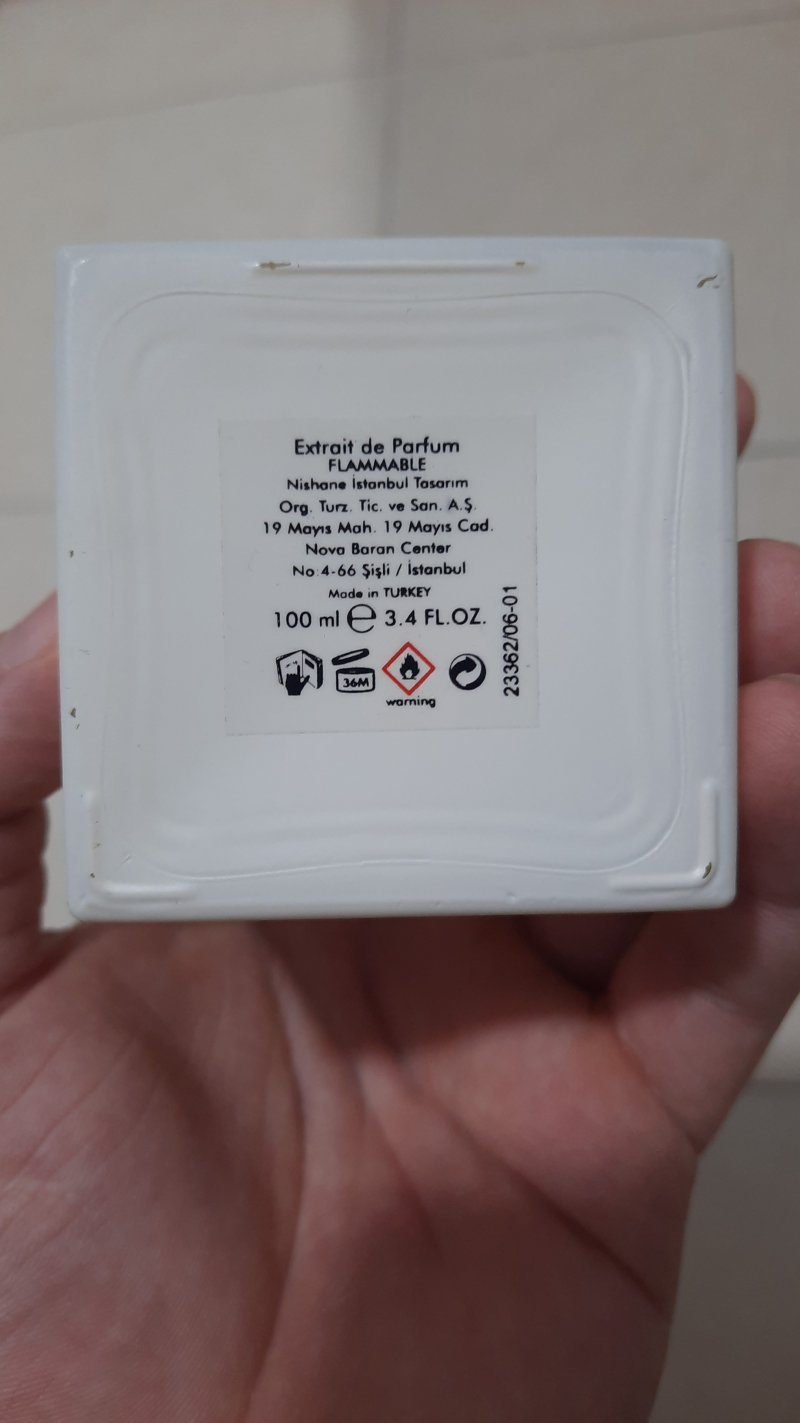 Extrait de Parfum
FLAMMABLE
Nishane İstanbul Tasarım
Org. Turz. Tic. ve San. A.Ş.
19 Mayıs Mah. 19 Mayıs Cad.
Nova Baran Center
No:4-66 Şişli / İstanbul
Made in TURKEY
100 ml ℮ 3.4 FL.OZ.
36M
warning
23362/06-01